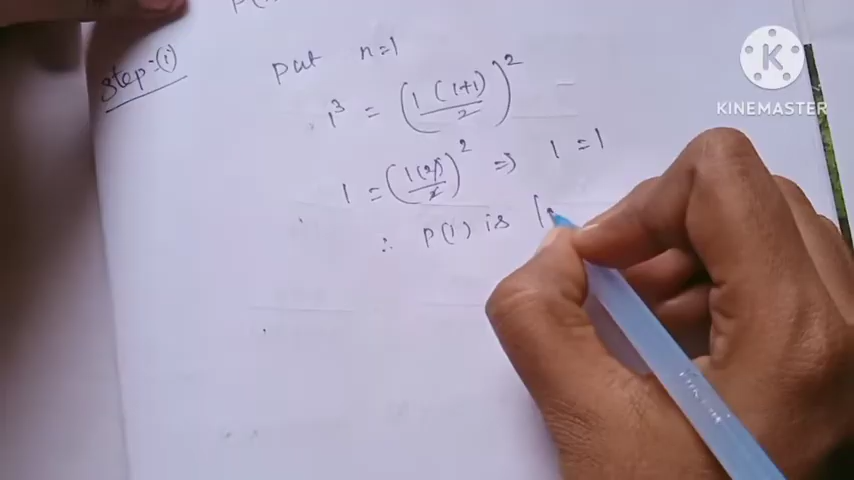 P(
Step:-(i)
put n=1
1³ = (1(1+1)/2)²
1 = (1(2)/2)² ⇒ 1=1
∴ P(1) is
KINEMASTER